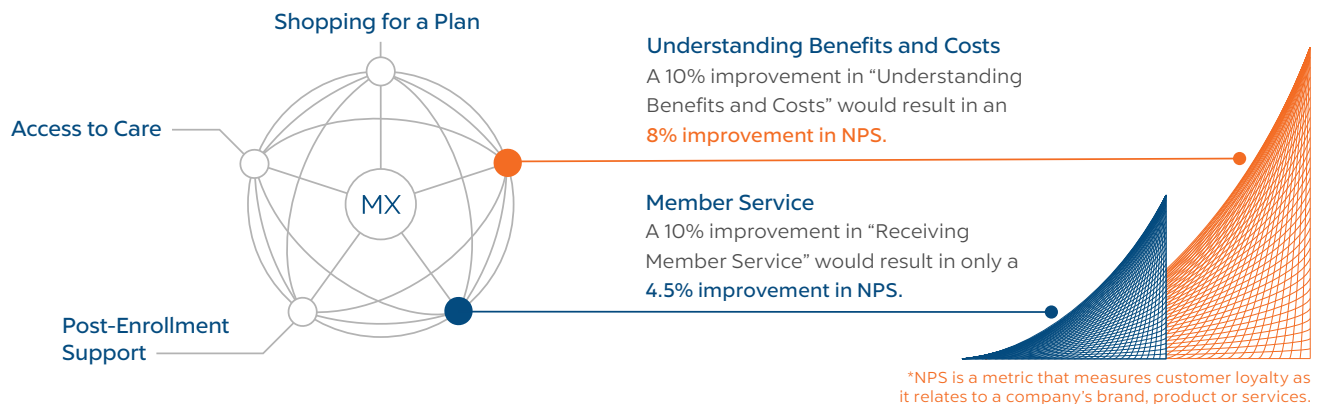 Shopping for a Plan
Access to Care
MX
Post-Enrollment
Support
Understanding Benefits and Costs
A 10% improvement in “Understanding
Benefits and Costs” would result in an
8% improvement in NPS.
Member Service
A 10% improvement in “Receiving
Member Service” would result in only a
4.5% improvement in NPS.
*NPS is a metric that measures customer loyalty as
it relates to a company’s brand, product or services.